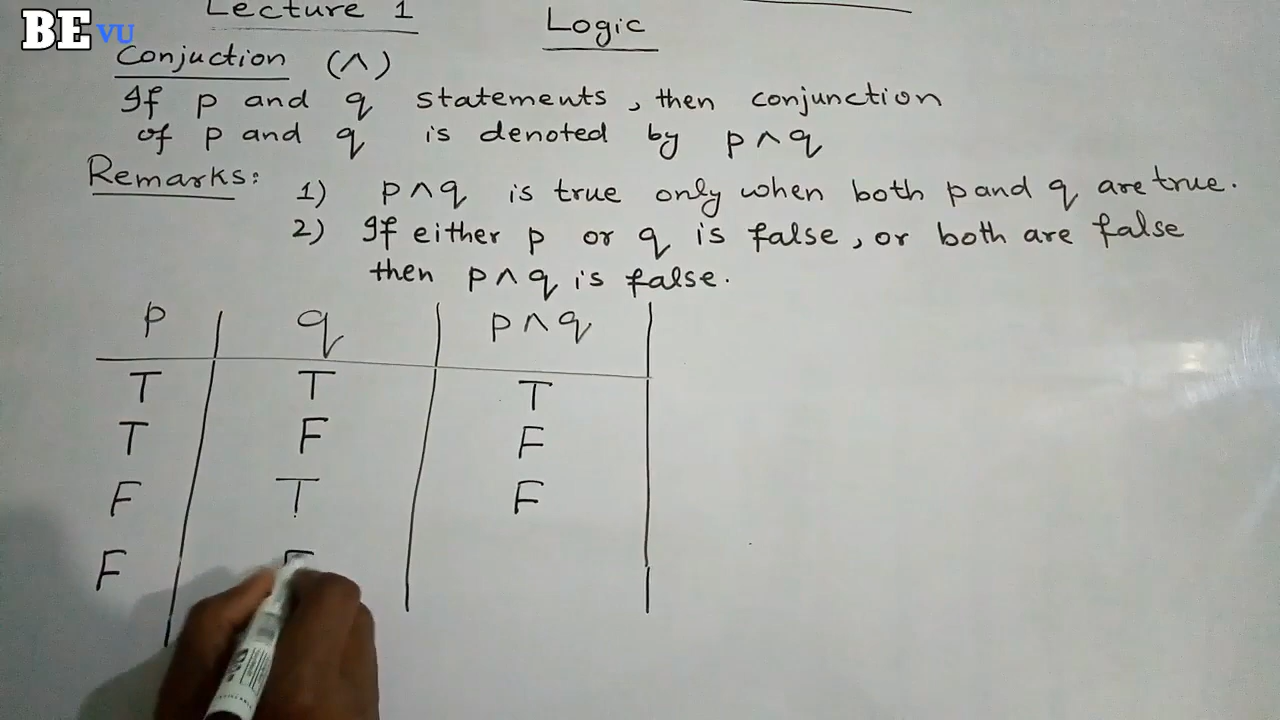 BE VU
Lecture 1
Logic
Conjuction (∧)
If p and q statements, then conjunction
of p and q is denoted by p∧q
Remarks: 1) p∧q is true only when both p and q are true.
2) If either p or q is false, or both are false
then p∧q is false.
p q p∧q
T T T
T F F
F T F
F